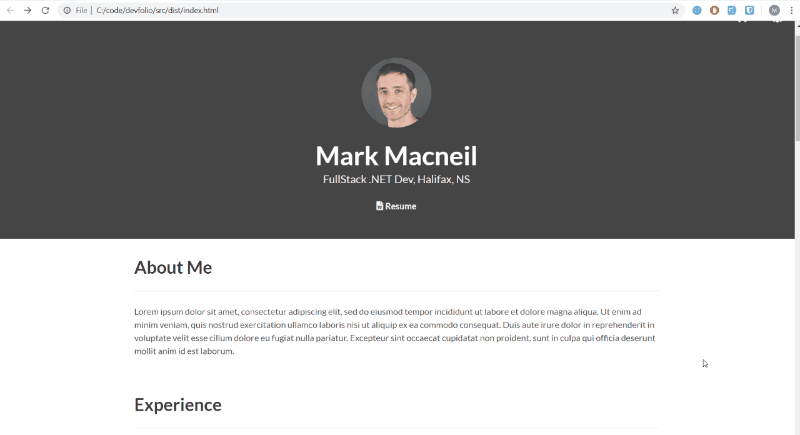 File | C:/code/devfolio/src/dist/index.html
M
Mark Macneil
FullStack .NET Dev, Halifax, NS
Resume
About Me
Lorem ipsum dolor sit amet, consectetur adipiscing elit, sed do eiusmod tempor incididunt ut labore et dolore magna aliqua. Ut enim ad
minim veniam, quis nostrud exercitation ullamco laboris nisi ut aliquip ex ea commodo consequat. Duis aute irure dolor in reprehenderit in
voluptate velit esse cillum dolore eu fugiat nulla pariatur. Excepteur sint occaecat cupidatat non proident, sunt in culpa qui officia deserunt
mollit anim id est laborum.
Experience